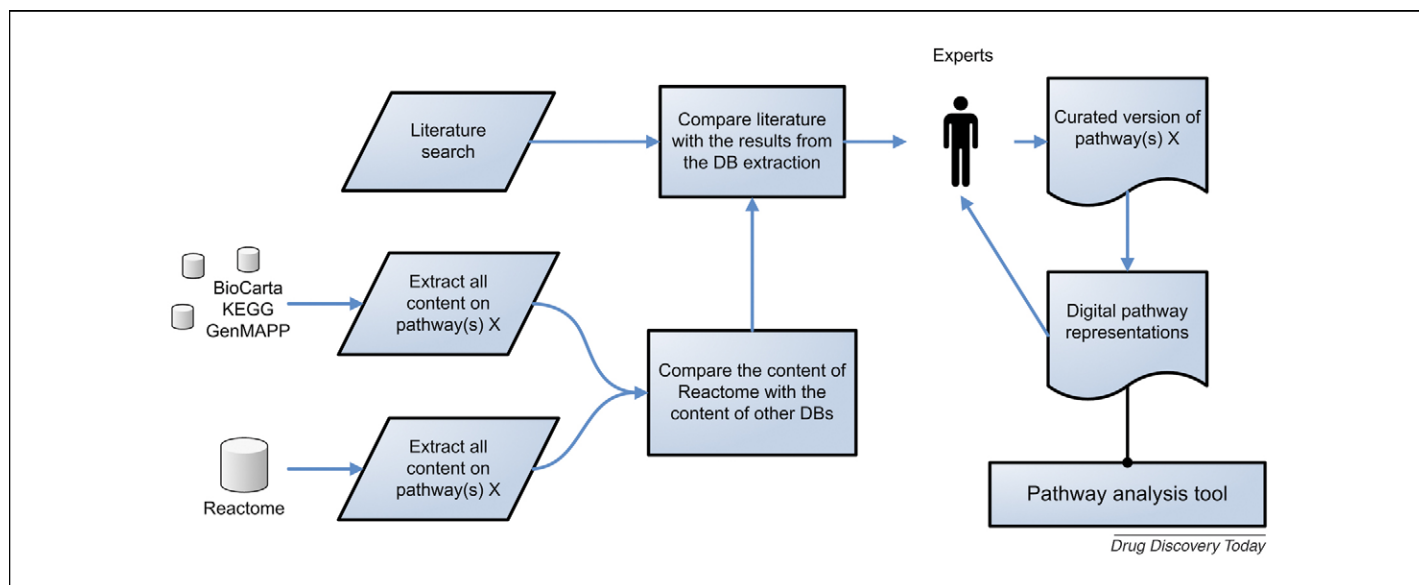 Experts
Literature
search
Compare literature
with the results from
the DB extraction
Curated version of
pathway(s) X
BioCarta
KEGG
GenMAPP
Extract all
content on
pathway(s) X
Digital pathway
representations
Compare the content of
Reactome with the
content of other DBs
Reactome
Extract all
content on
pathway(s) X
Pathway analysis tool
Drug Discovery Today